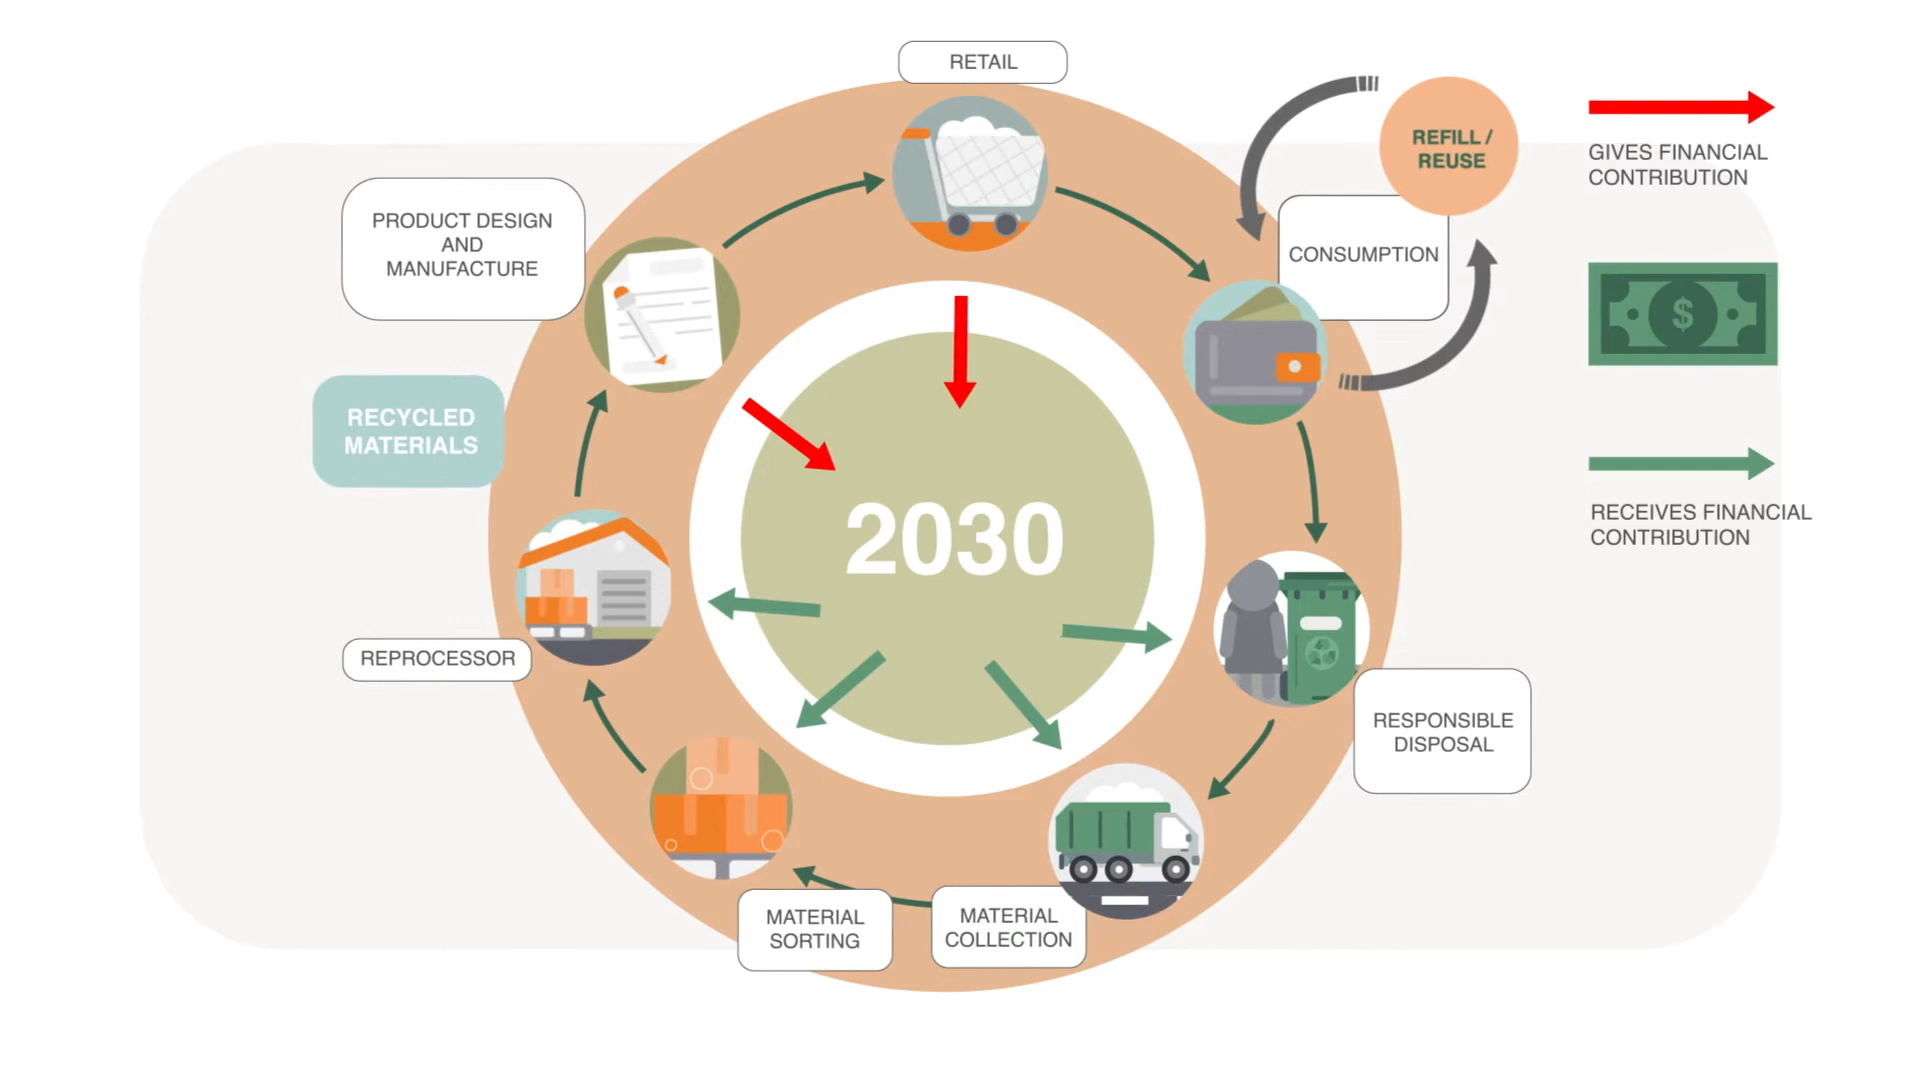 RETAIL
REFILL /
REUSE
GIVES FINANCIAL
CONTRIBUTION
PRODUCT DESIGN
AND
MANUFACTURE
CONSUMPTION
$
RECYCLED
MATERIALS
2030
RECEIVES FINANCIAL
CONTRIBUTION
REPROCESSOR
RESPONSIBLE
DISPOSAL
MATERIAL
SORTING
MATERIAL
COLLECTION